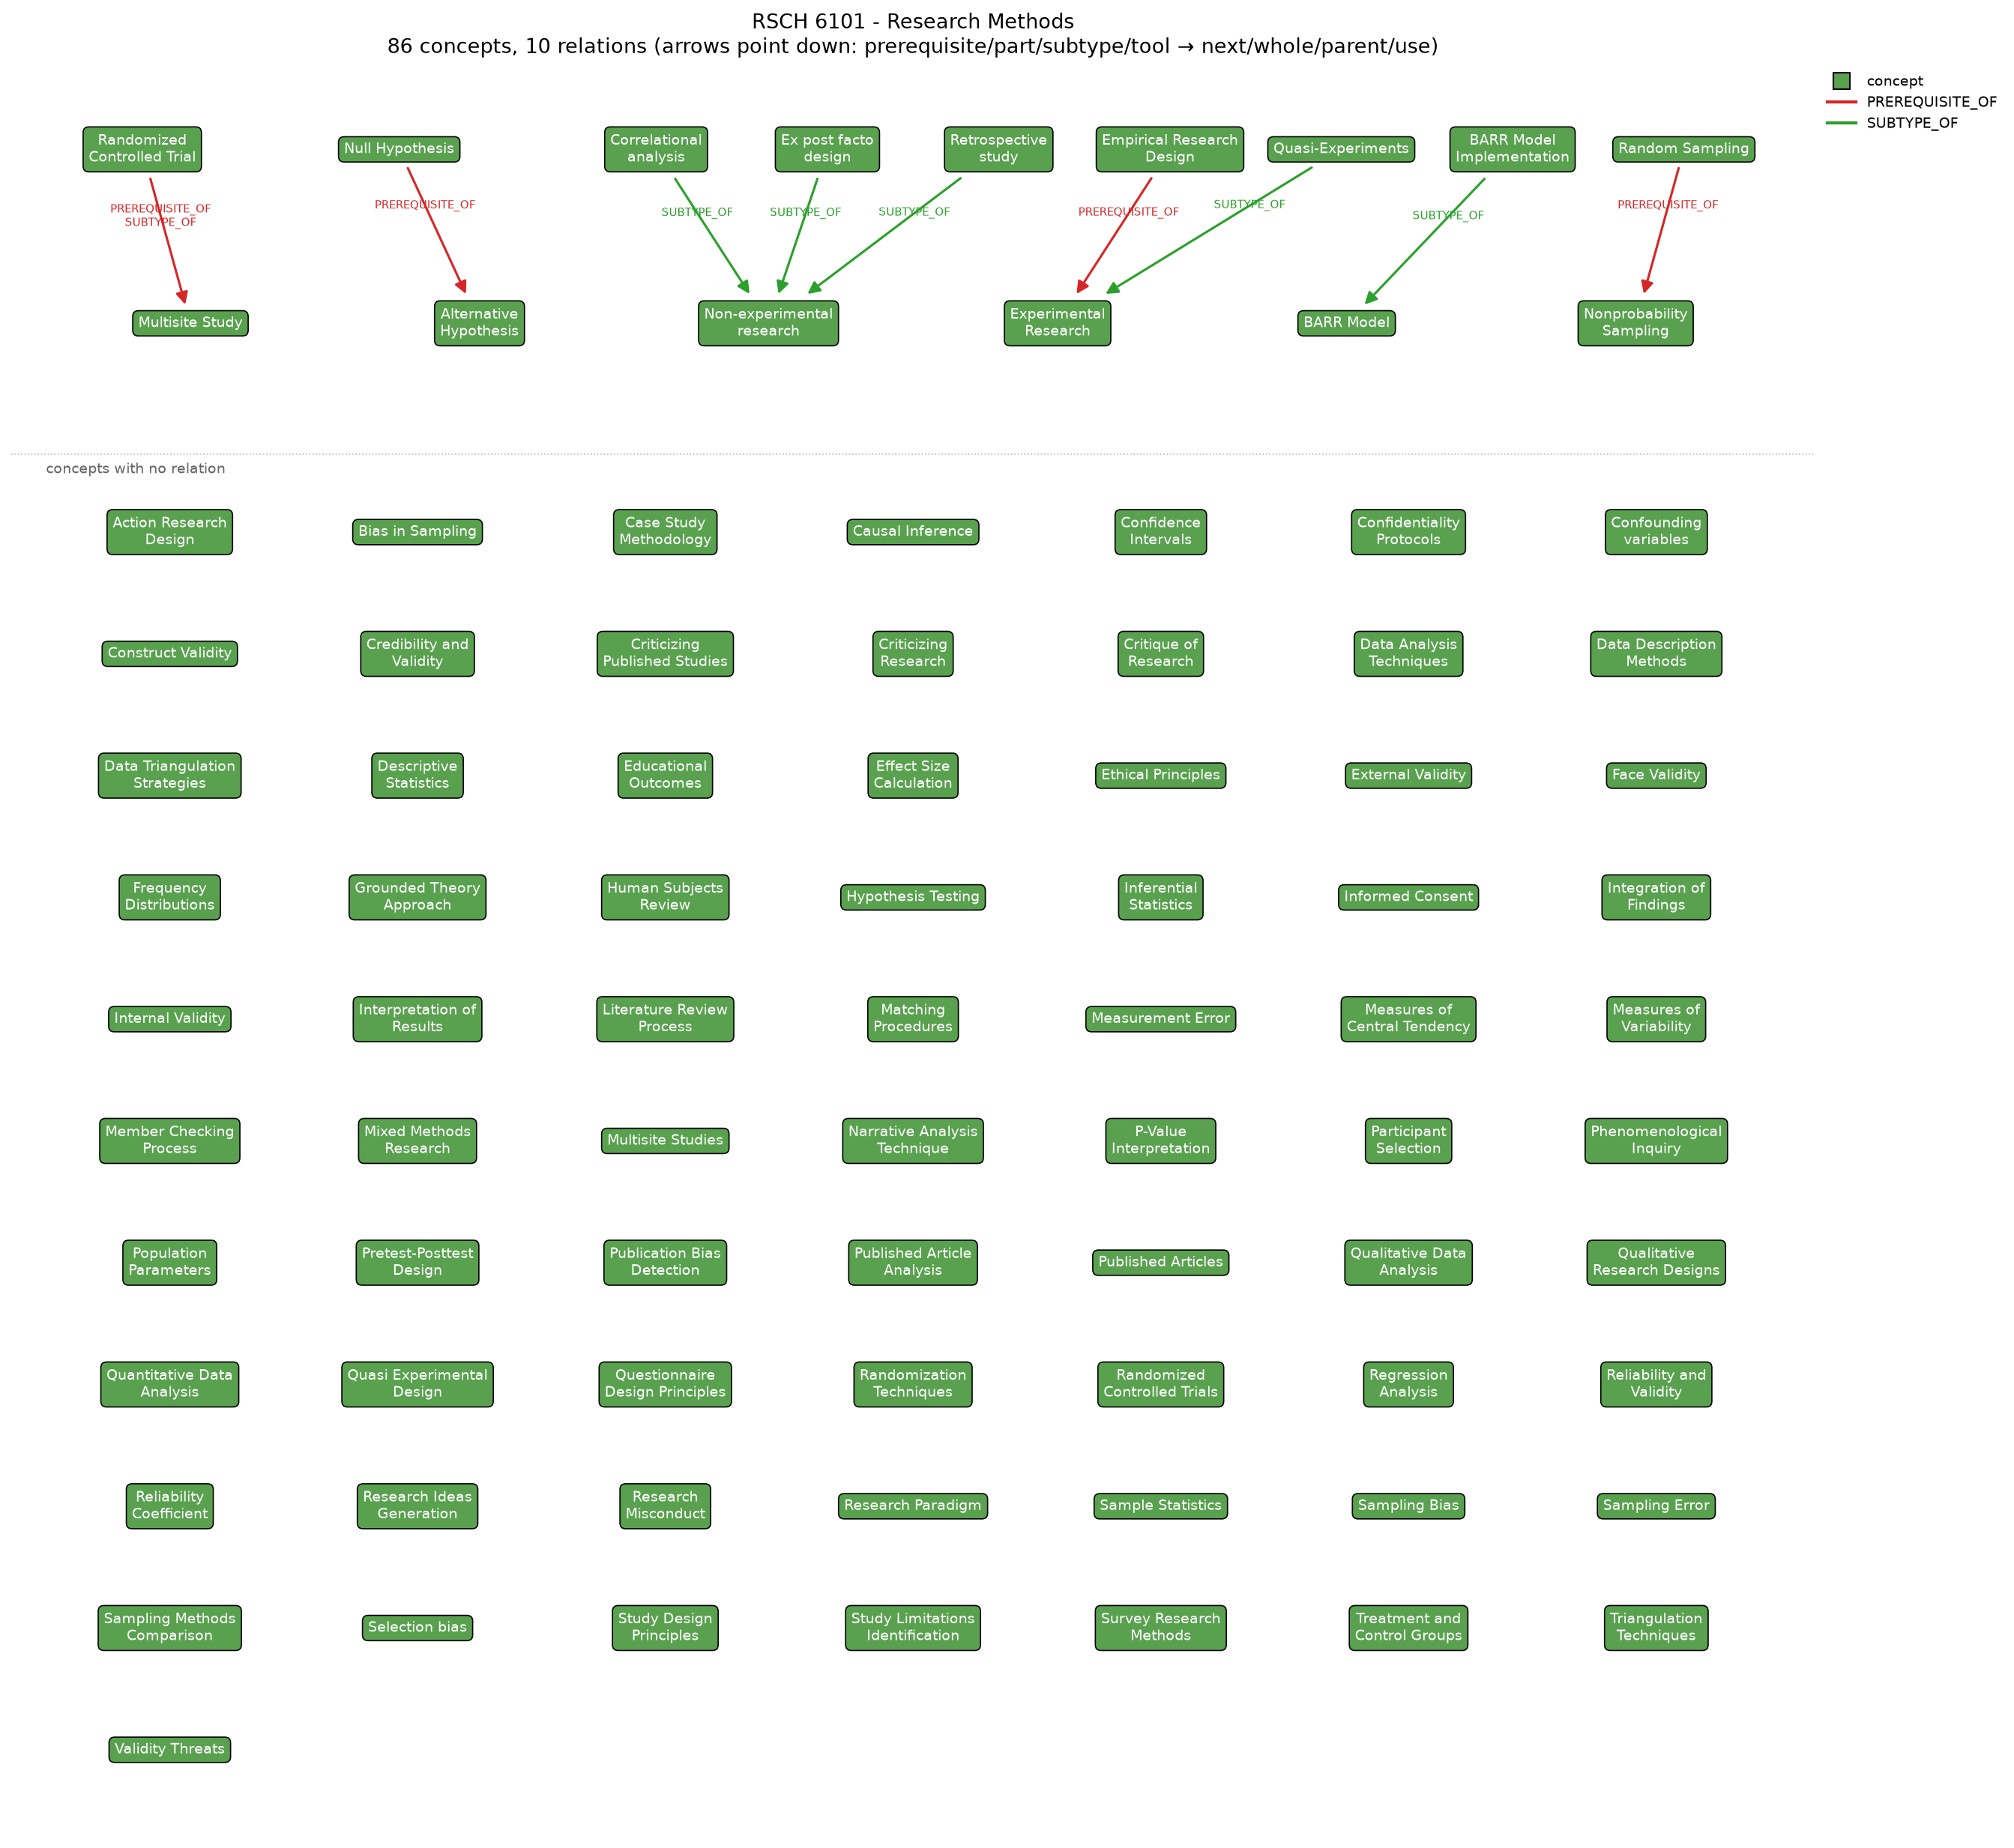 RSCH 6101 - Research Methods
86 concepts, 10 relations (arrows point down: prerequisite/part/subtype/tool → next/whole/parent/use)
concept
PREREQUISITE_OF
SUBTYPE_OF
Randomized
Controlled Trial
Null Hypothesis
Correlational
analysis
Ex post facto
design
Retrospective
study
Empirical Research
Design
Quasi-Experiments
BARR Model
Implementation
Random Sampling
PREREQUISITE_OF
SUBTYPE_OF
PREREQUISITE_OF
SUBTYPE_OF
SUBTYPE_OF
SUBTYPE_OF
PREREQUISITE_OF
SUBTYPE_OF
SUBTYPE_OF
PREREQUISITE_OF
Multisite Study
Alternative
Hypothesis
Non-experimental
research
Experimental
Research
BARR Model
Nonprobability
Sampling
concepts with no relation
Action Research
Design
Bias in Sampling
Case Study
Methodology
Causal Inference
Confidence
Intervals
Confidentiality
Protocols
Confounding
variables
Construct Validity
Credibility and
Validity
Criticizing
Published Studies
Criticizing
Research
Critique of
Research
Data Analysis
Techniques
Data Description
Methods
Data Triangulation
Strategies
Descriptive
Statistics
Educational
Outcomes
Effect Size
Calculation
Ethical Principles
External Validity
Face Validity
Frequency
Distributions
Grounded Theory
Approach
Human Subjects
Review
Hypothesis Testing
Inferential
Statistics
Informed Consent
Integration of
Findings
Internal Validity
Interpretation of
Results
Literature Review
Process
Matching
Procedures
Measurement Error
Measures of
Central Tendency
Measures of
Variability
Member Checking
Process
Mixed Methods
Research
Multisite Studies
Narrative Analysis
Technique
P-Value
Interpretation
Participant
Selection
Phenomenological
Inquiry
Population
Parameters
Pretest-Posttest
Design
Publication Bias
Detection
Published Article
Analysis
Published Articles
Qualitative Data
Analysis
Qualitative
Research Designs
Quantitative Data
Analysis
Quasi Experimental
Design
Questionnaire
Design Principles
Randomization
Techniques
Randomized
Controlled Trials
Regression
Analysis
Reliability and
Validity
Reliability
Coefficient
Research Ideas
Generation
Research
Misconduct
Research Paradigm
Sample Statistics
Sampling Bias
Sampling Error
Sampling Methods
Comparison
Selection bias
Study Design
Principles
Study Limitations
Identification
Survey Research
Methods
Treatment and
Control Groups
Triangulation
Techniques
Validity Threats